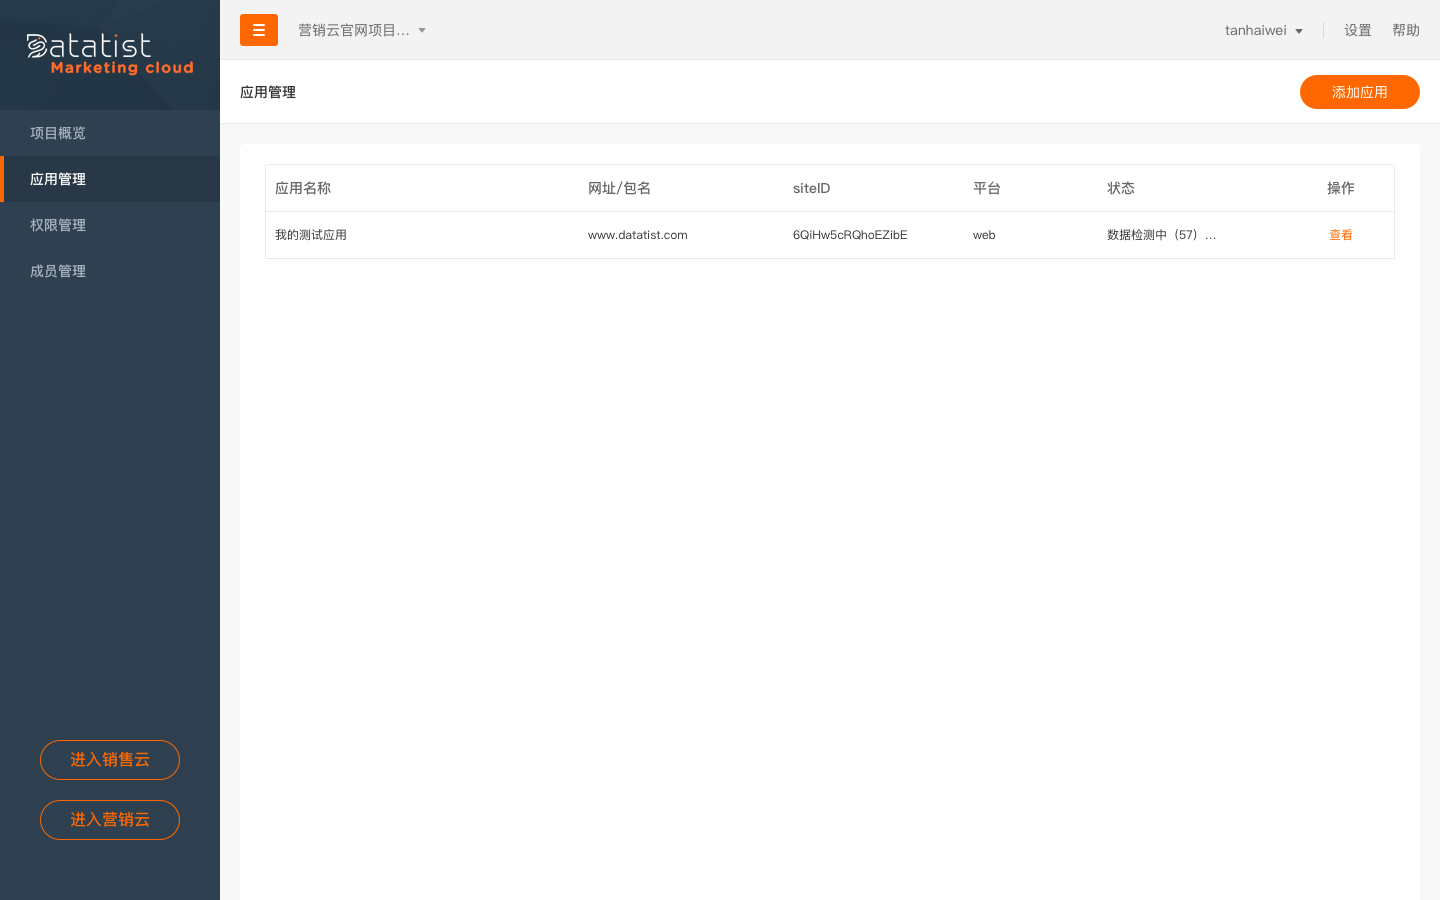 Datatist
Marketing cloud
营销云官网项目...
tanhaiwei
设置
帮助
项目概览
应用管理
权限管理
成员管理
进入销售云
进入营销云
应用管理
添加应用
应用名称 网址/包名 siteID 平台 状态 操作
我的测试应用 www.datatist.com 6QiHw5cRQhoEZibE web 数据检测中（57）... 查看